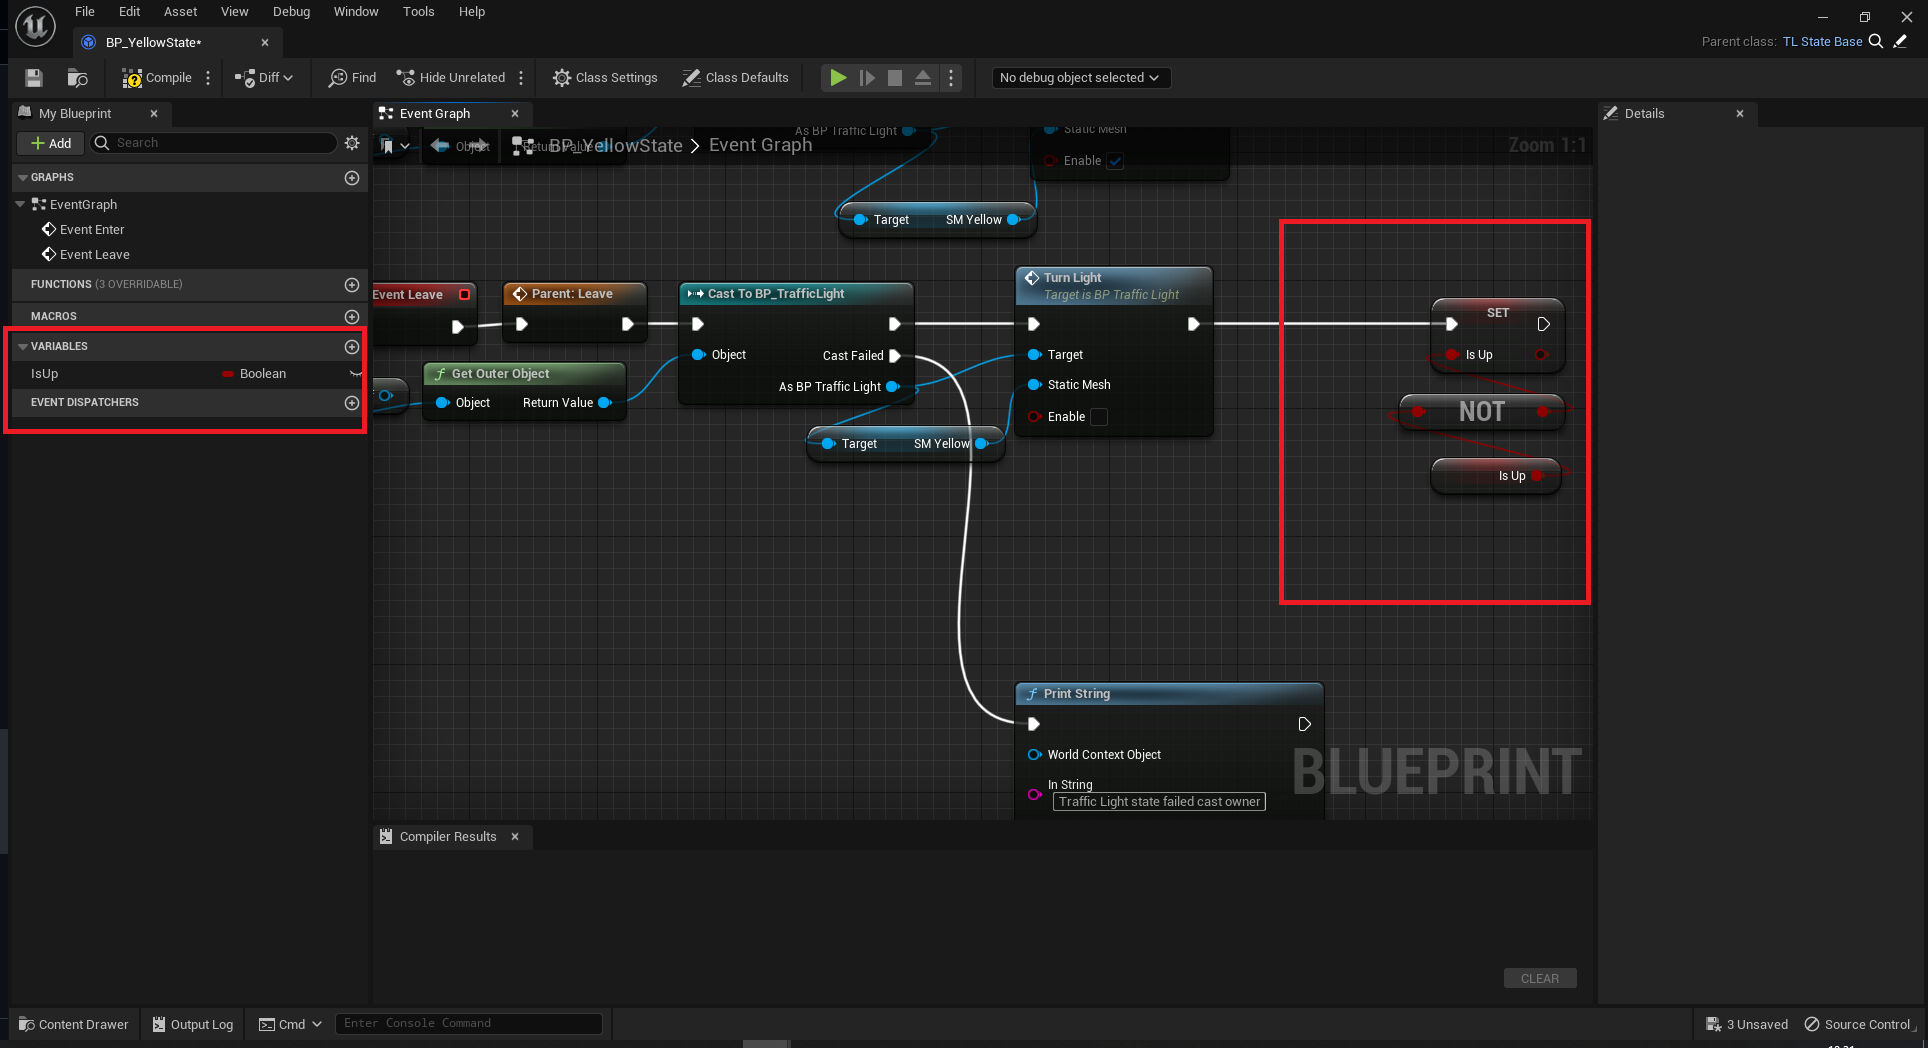 File Edit Asset View Debug Window Tools Help
BP_YellowState*
Parent class: TL State Base
Compile Diff Find Hide Unrelated Class Settings Class Defaults No debug object selected
My Blueprint
Event Graph
Details
Add Search
BP_YellowState > Event Graph
Zoom 1:1
Object Return Value
As BP Traffic Light
Static Mesh
Enable
GRAPHS
EventGraph
Event Enter
Event Leave
FUNCTIONS (3 OVERRIDABLE)
MACROS
VARIABLES
IsUp Boolean
EVENT DISPATCHERS
Target SM Yellow
Event Leave
Parent: Leave
Cast To BP_TrafficLight
Object
Cast Failed
As BP Traffic Light
Get Outer Object
Object Return Value
Target SM Yellow
Turn Light
Target is BP Traffic Light
Target
Static Mesh
Enable
SET
Is Up
NOT
Is Up
Print String
World Context Object
In String
Traffic Light state failed cast owner
BLUEPRINT
Compiler Results
CLEAR
Content Drawer Output Log Cmd Enter Console Command 3 Unsaved Source Control